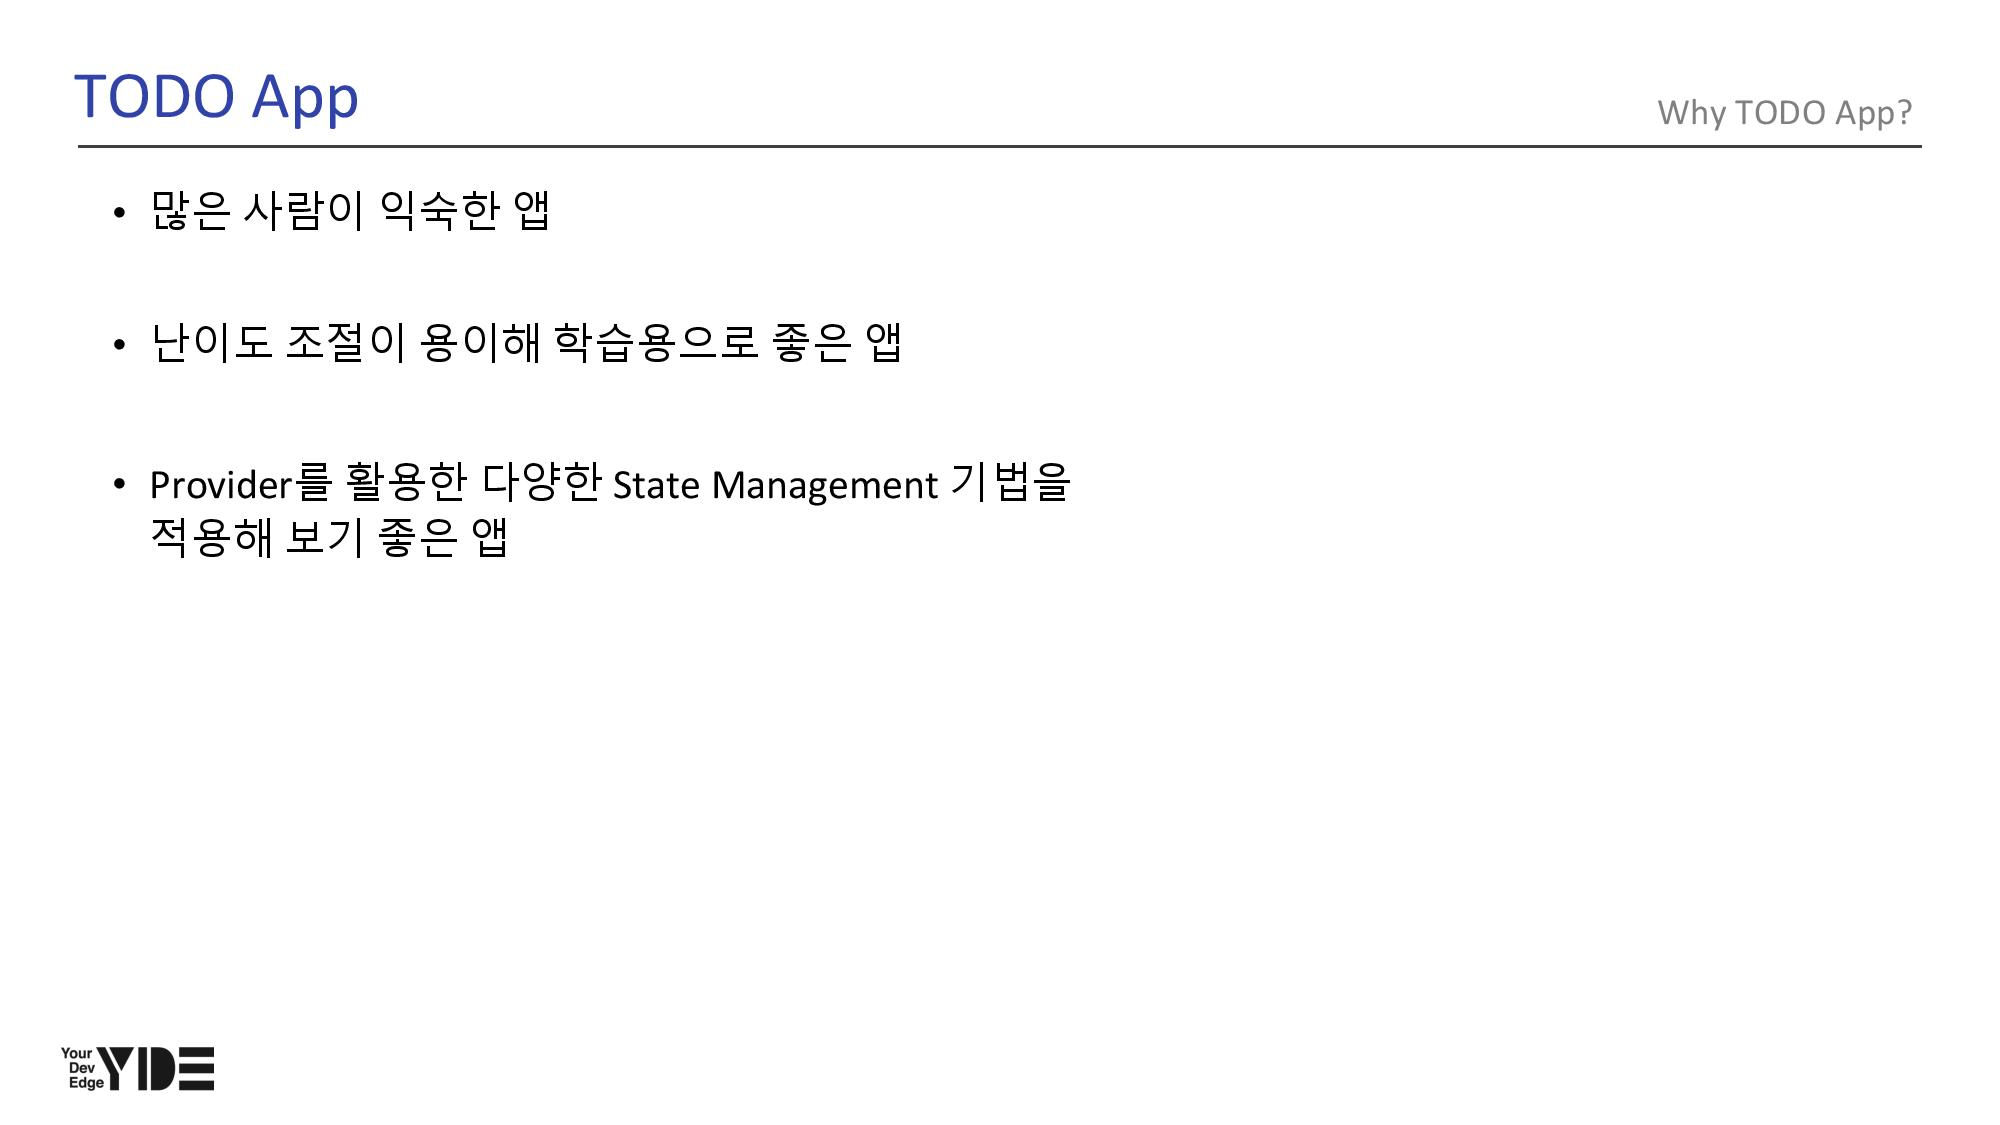 TODO App
Why TODO App?
• 많은 사람이 익숙한 앱
• 난이도 조절이 용이해 학습용으로 좋은 앱
• Provider를 활용한 다양한 State Management 기법을
적용해 보기 좋은 앱
Your
Dev
Edge
YDE